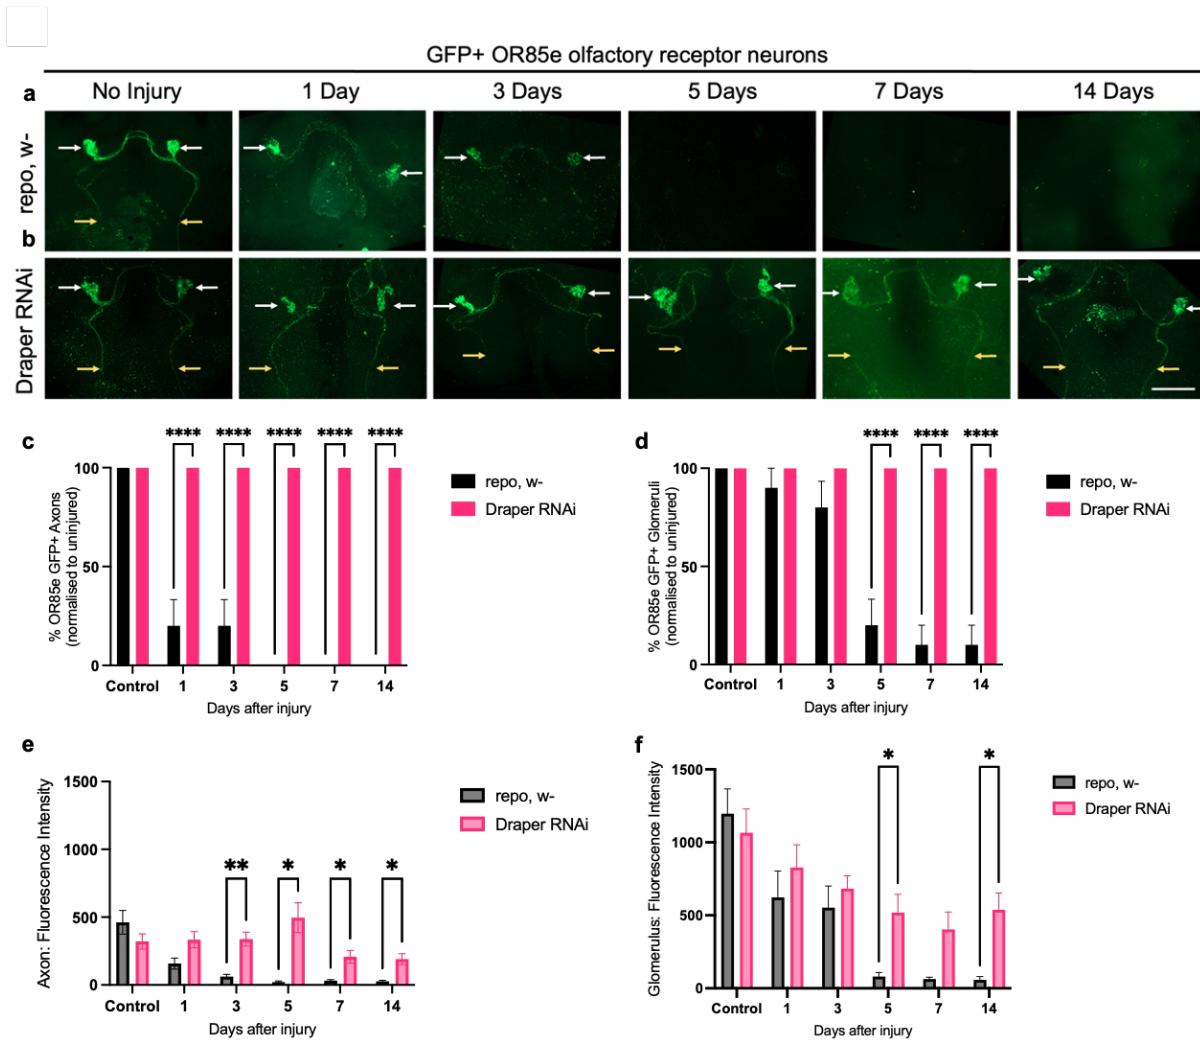 GFP+ OR85e olfactory receptor neurons
a
No Injury 1 Day 3 Days 5 Days 7 Days 14 Days
repo, w-
b
Draper RNAi
c
**** **** **** **** ****
% OR85e GFP+ Axons
(normalised to uninjured)
100
50
0
Control 1 3 5 7 14
Days after injury
repo, w-
Draper RNAi
d
**** **** ****
% OR85e GFP+ Glomeruli
(normalised to uninjured)
100
50
0
Control 1 3 5 7 14
Days after injury
repo, w-
Draper RNAi
e
Axon: Fluorescence Intensity
1500
1000
500
0
** * * *
Control 1 3 5 7 14
Days after injury
repo, w-
Draper RNAi
f
Glomerulus: Fluorescence Intensity
1500
1000
500
0
* *
Control 1 3 5 7 14
Days after injury
repo, w-
Draper RNAi